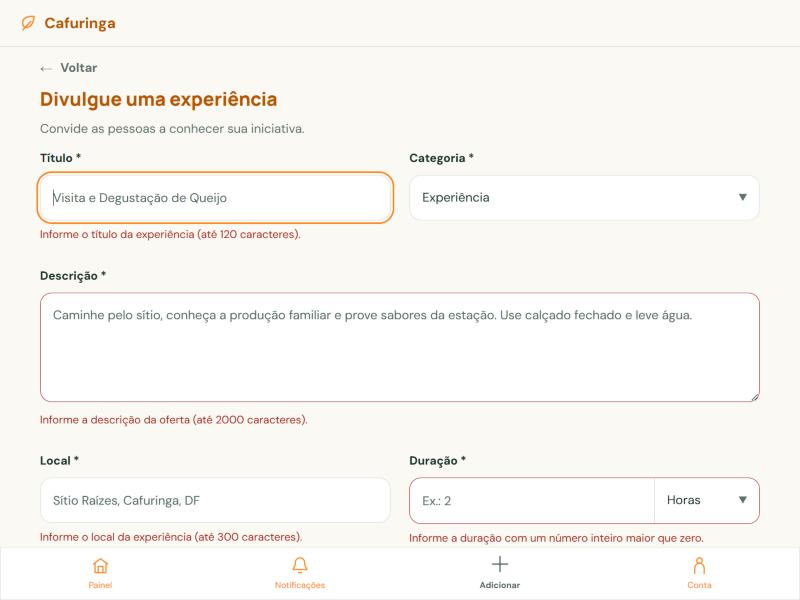 Cafuringa
← Voltar
Divulgue uma experiência
Convide as pessoas a conhecer sua iniciativa.
Título *
Categoria *
Visita e Degustação de Queijo
Experiência
Informe o título da experiência (até 120 caracteres).
Descrição *
Caminhe pelo sítio, conheça a produção familiar e prove sabores da estação. Use calçado fechado e leve água.
Informe a descrição da oferta (até 2000 caracteres).
Local *
Duração *
Sítio Raízes, Cafuringa, DF
Ex.: 2
Horas
Informe o local da experiência (até 300 caracteres).
Informe a duração com um número inteiro maior que zero.
Painel
Notificações
Adicionar
Conta